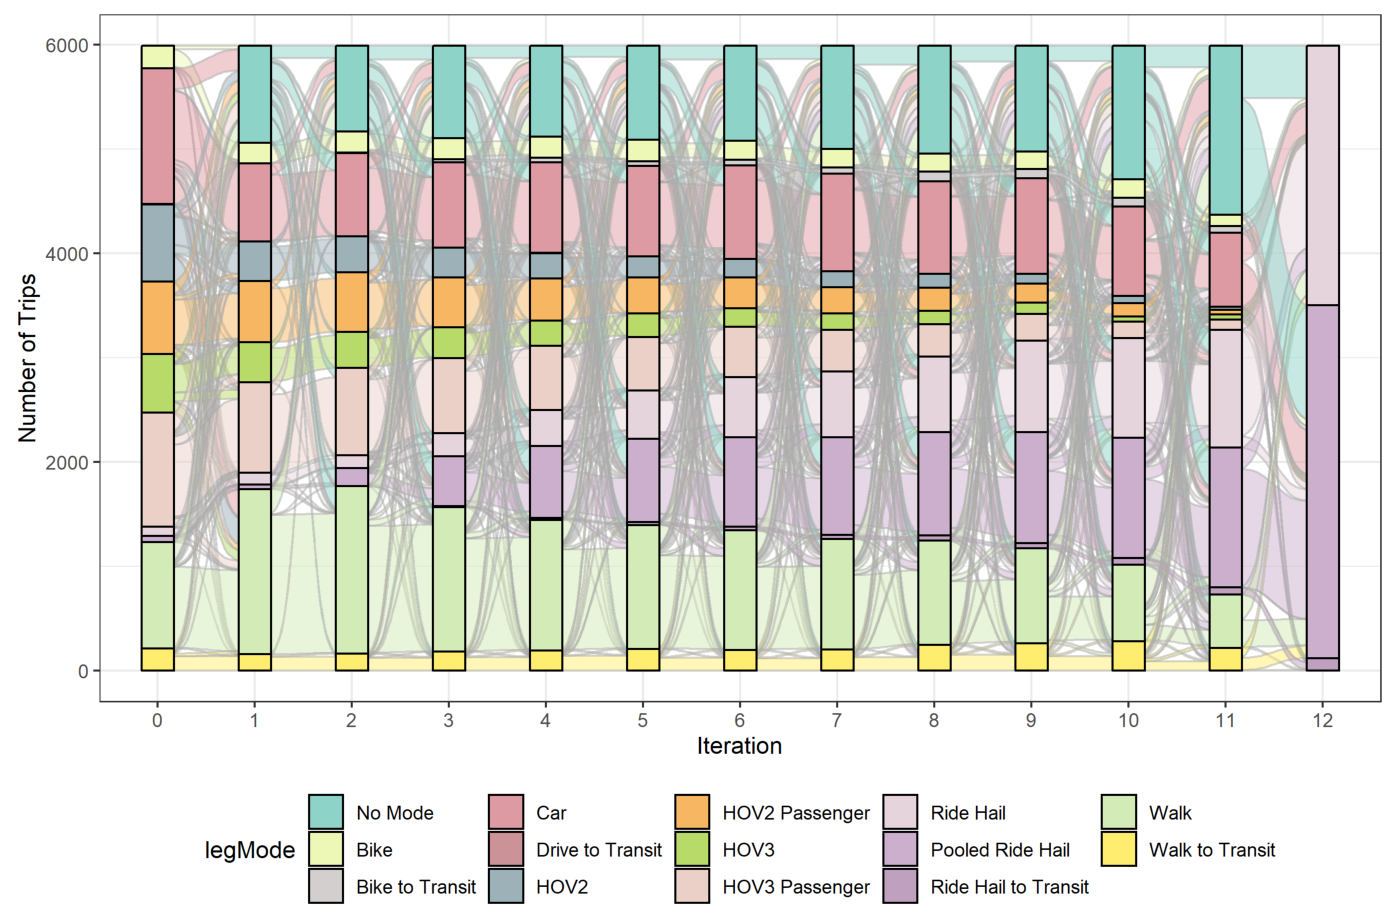 6000
4000
2000
0
Number of Trips
0 1 2 3 4 5 6 7 8 9 10 11 12
Iteration
legMode
No Mode Car HOV2 Passenger Ride Hail Walk
Bike Drive to Transit HOV3 Pooled Ride Hail Walk to Transit
Bike to Transit HOV2 HOV3 Passenger Ride Hail to Transit